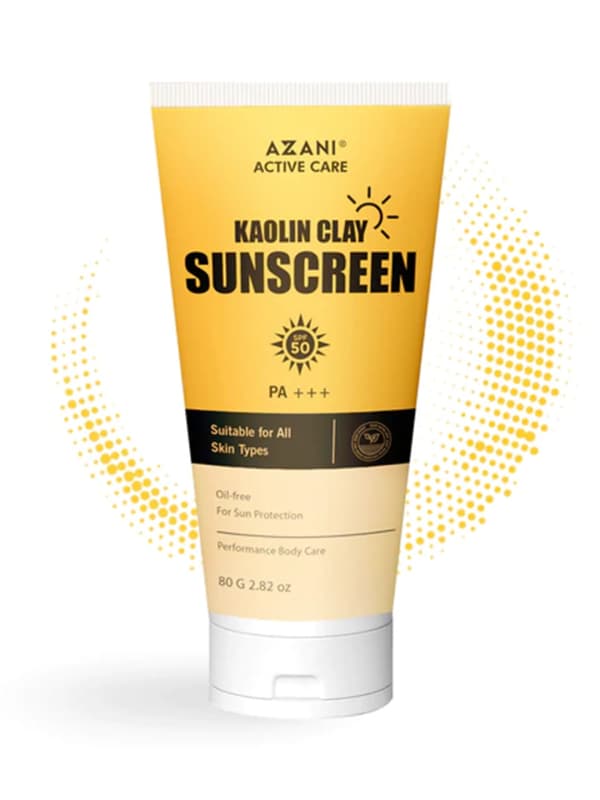 AZANI®
ACTIVE CARE
KAOLIN CLAY
SUNSCREEN
SPF
50
PA +++
Suitable for All
Skin Types
Oil-free
For Sun Protection
Performance Body Care
80 G 2.82 oz